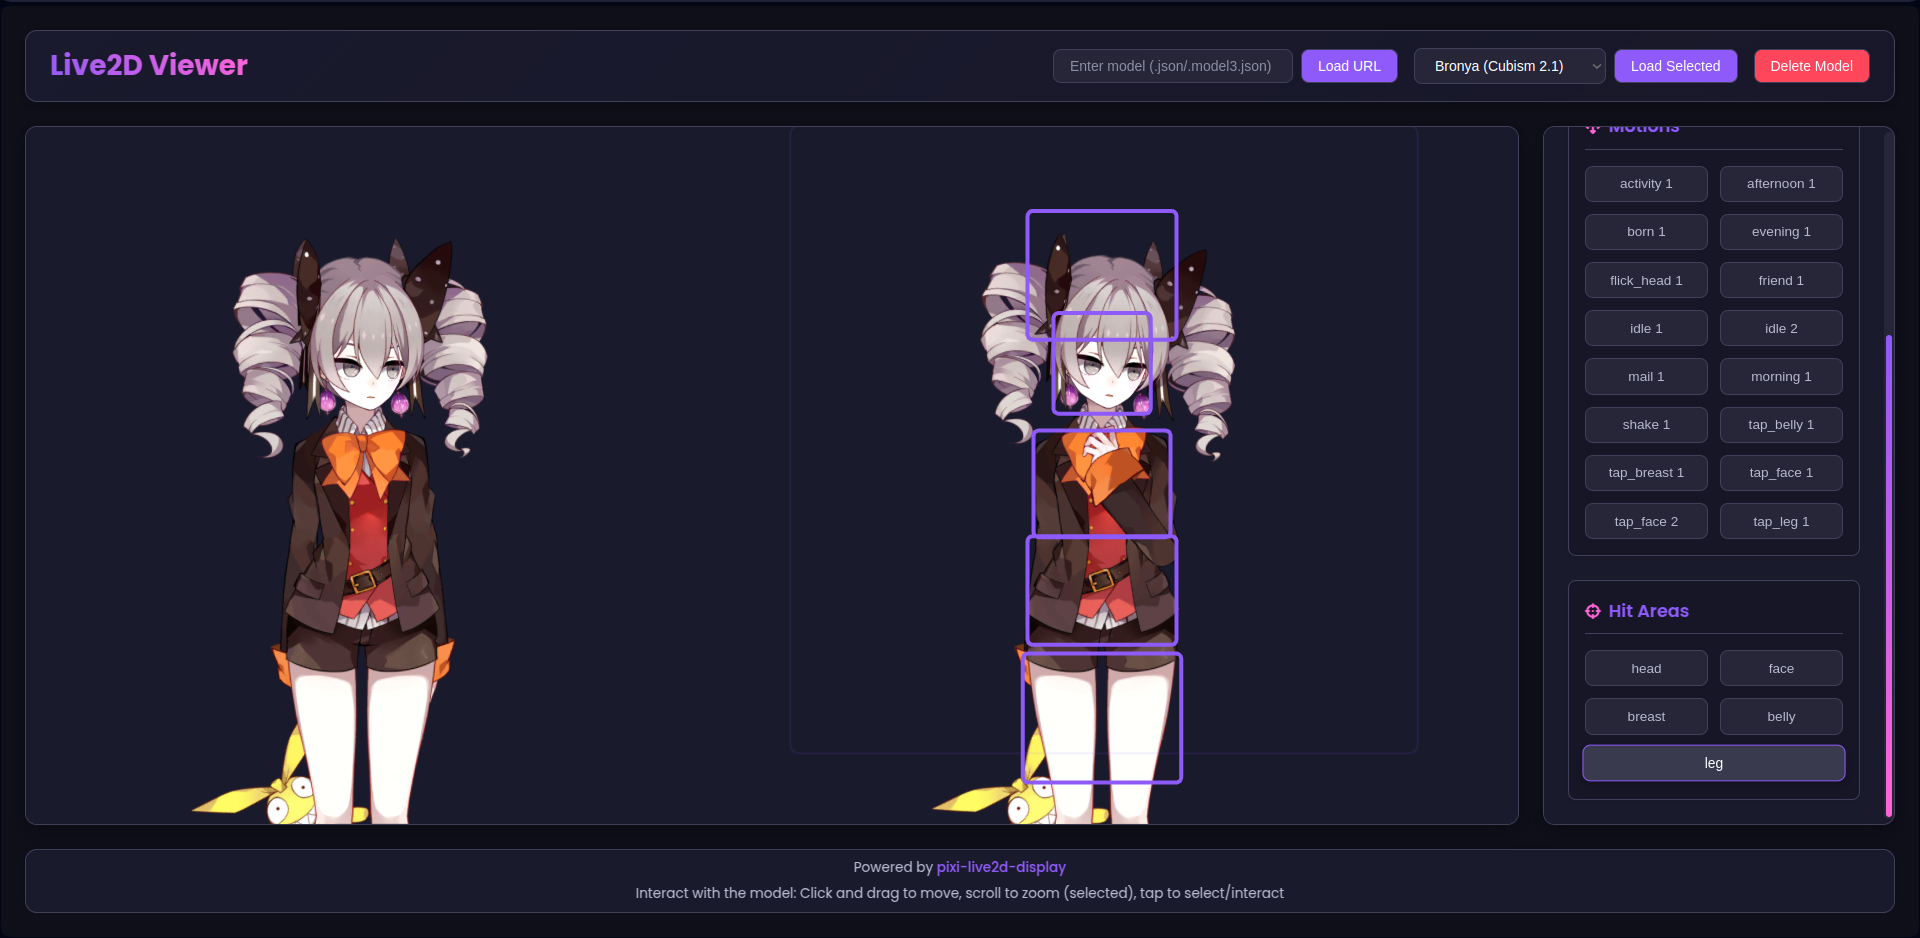 Live2D Viewer
Enter model (.json/.model3.json)
Load URL
Bronya (Cubism 2.1)
Load Selected
Delete Model
Motions
activity 1
afternoon 1
born 1
evening 1
flick_head 1
friend 1
idle 1
idle 2
mail 1
morning 1
shake 1
tap_belly 1
tap_breast 1
tap_face 1
tap_face 2
tap_leg 1
Hit Areas
head
face
breast
belly
leg
Powered by pixi-live2d-display
Interact with the model: Click and drag to move, scroll to zoom (selected), tap to select/interact